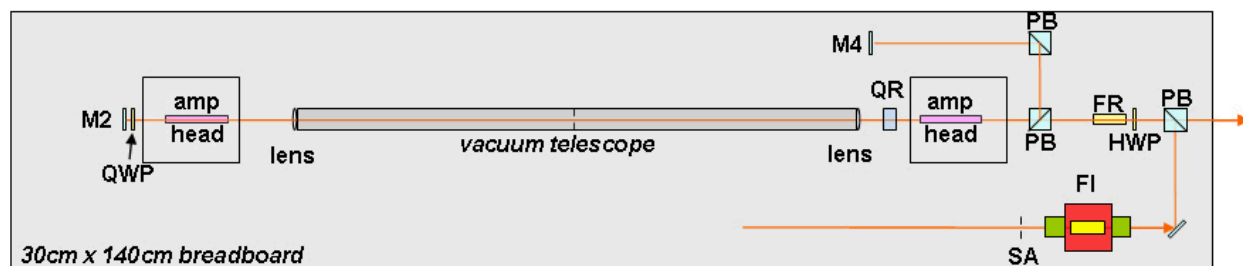 PB
M4
QR
PB
amp
amp
FR
M2
head
head
HWP
lens
vacuum telescope
lens
PB
QWP
FI
30cm x 140cm breadboard
SA